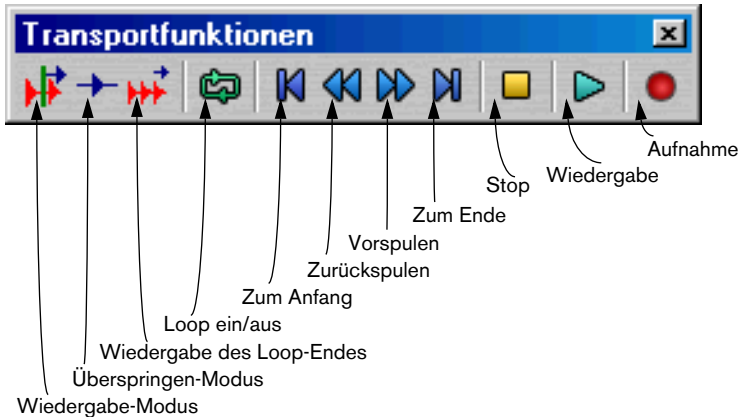 Transportfunktionen
Aufnahme
Wiedergabe
Stop
Zum Ende
Vorspulen
Zurückspulen
Zum Anfang
Loop ein/aus
Wiedergabe des Loop-Endes
Überspringen-Modus
Wiedergabe-Modus